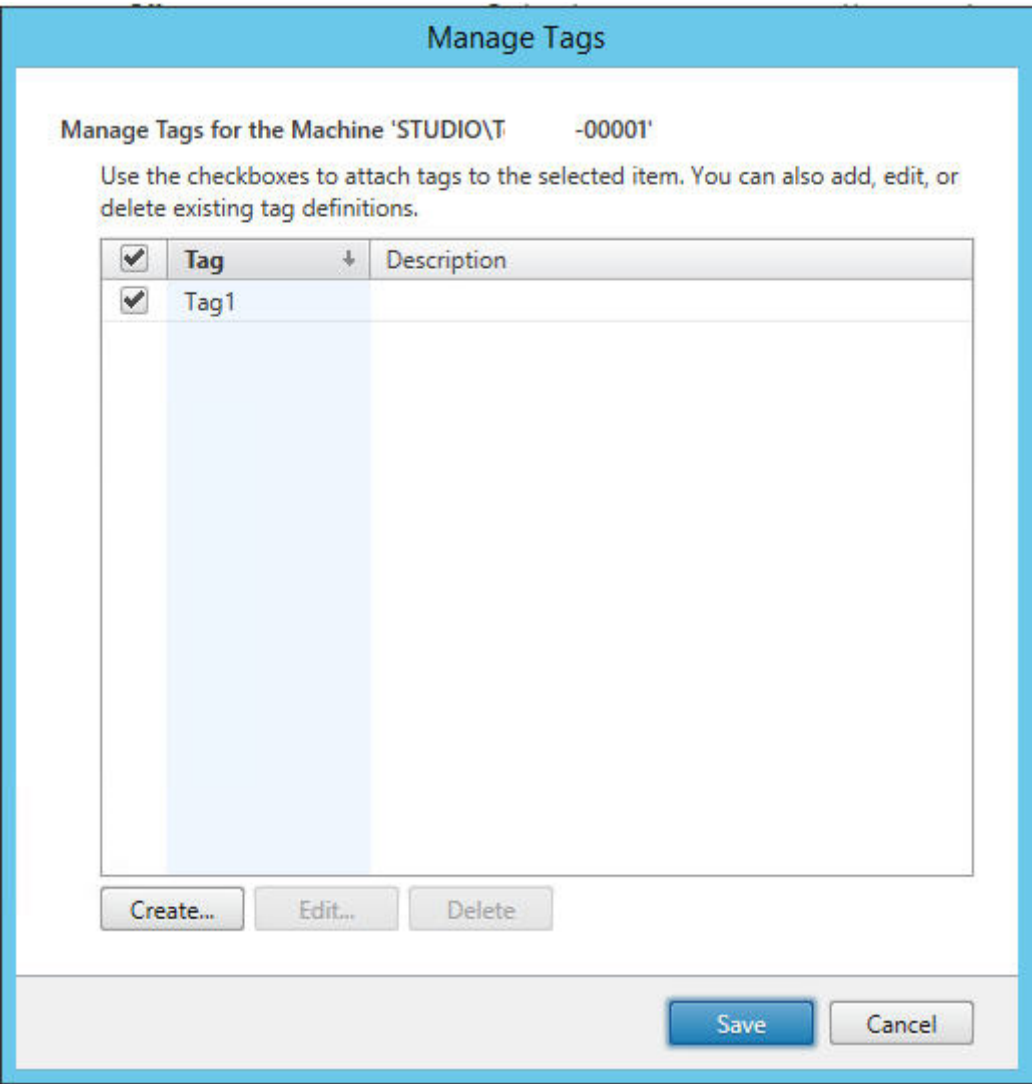 Manage Tags
Manage Tags for the Machine 'STUDIO\T -00001'
Use the checkboxes to attach tags to the selected item. You can also add, edit, or
delete existing tag definitions.
Tag Description
Tag1
Create... Edit... Delete
Save Cancel